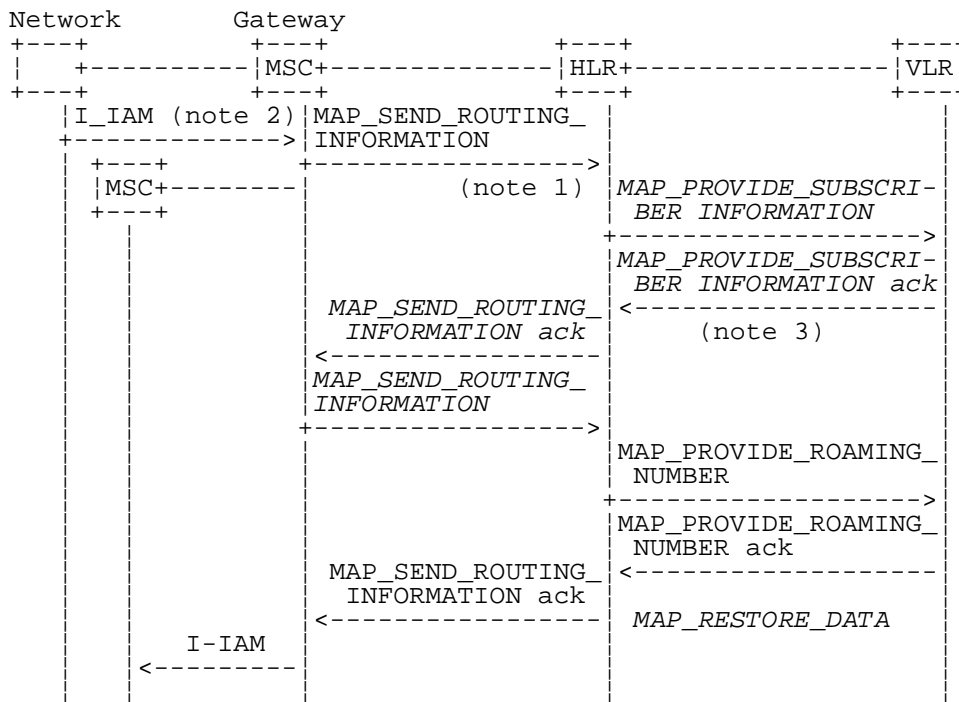 Network Gateway
MSC HLR VLR
I_IAM (note 2) MAP_SEND_ROUTING_
INFORMATION
MSC (note 1) MAP_PROVIDE_SUBSCRI-
BER INFORMATION
MAP_PROVIDE_SUBSCRI-
BER INFORMATION ack
MAP_SEND_ROUTING_
INFORMATION ack (note 3)
MAP_SEND_ROUTING_
INFORMATION
MAP_PROVIDE_ROAMING_
NUMBER
MAP_PROVIDE_ROAMING_
NUMBER ack
MAP_SEND_ROUTING_
INFORMATION ack
MAP_RESTORE_DATA
I-IAM